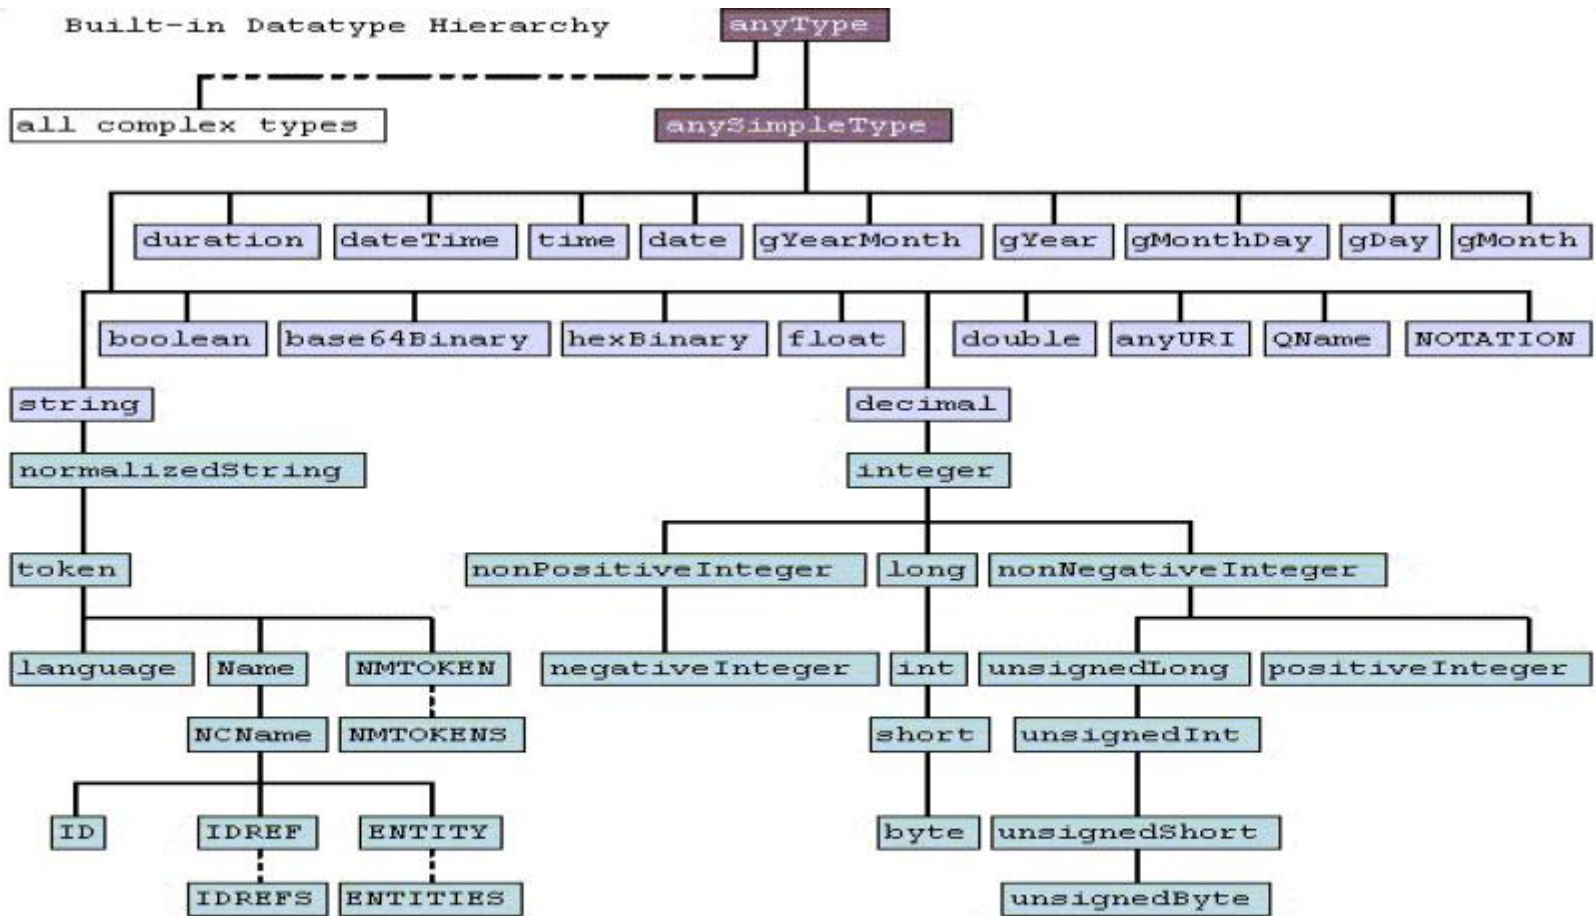 Built-in Datatype Hierarchy anyType
all complex types anySimpleType
duration dateTime time date gYearMonth gYear gMonthDay gDay gMonth
boolean base64Binary hexBinary float double anyURI QName NOTATION
string decimal
normalizedString integer
token nonPositiveInteger long nonNegativeInteger
language Name NMTOKEN negativeInteger int unsignedLong positiveInteger
NCName NMTOKENS short unsignedInt
ID IDREF ENTITY byte unsignedShort
IDREFS ENTITIES unsignedByte